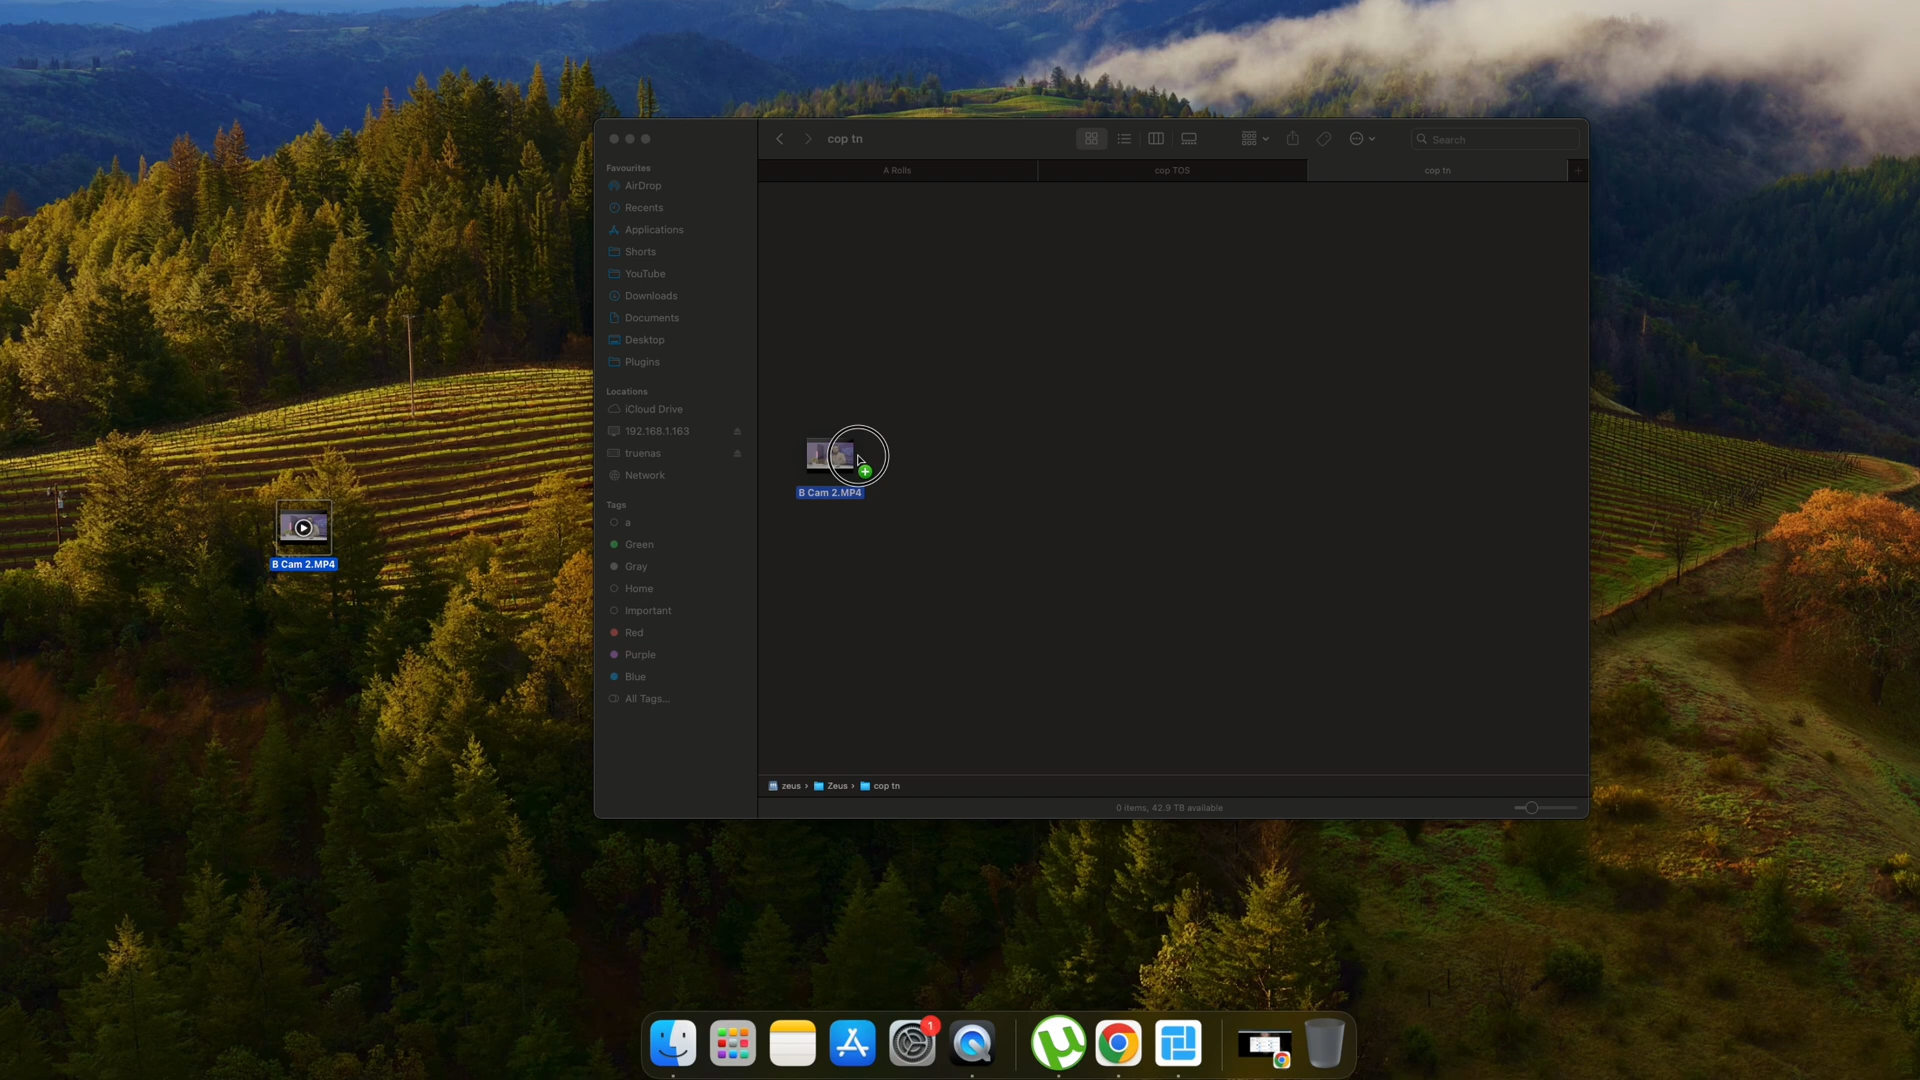 cop tn
Search
A Rolls
cop TOS
cop tn
Favourites
AirDrop
Recents
Applications
Shorts
YouTube
Downloads
Documents
Desktop
Plugins
Locations
iCloud Drive
192.168.1.163
truenas
Network
Tags
a
Green
Gray
Home
Important
Red
Purple
Blue
All Tags...
B Cam 2.MP4
B Cam 2.MP4
zeus › Zeus › cop tn
0 items, 42.9 TB available
1